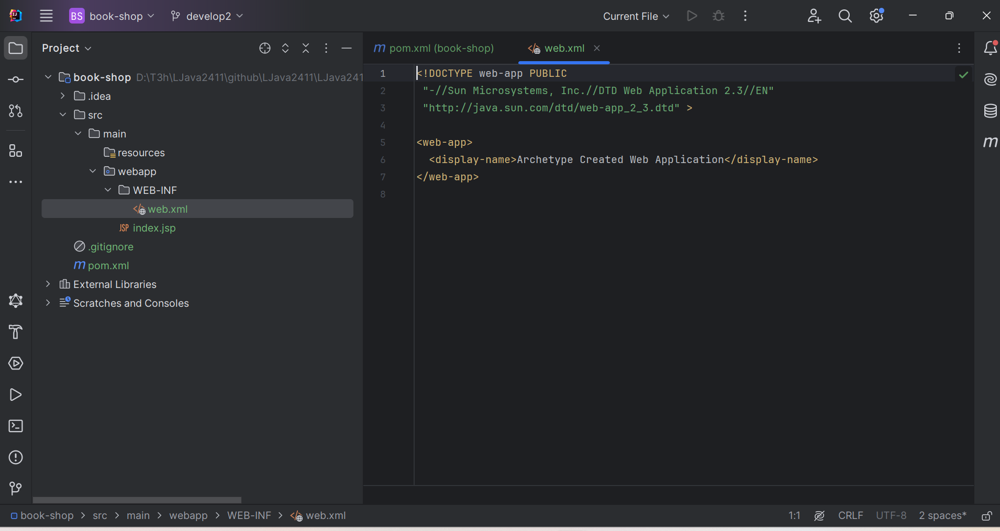 BS book-shop develop2 Current File
Project
m pom.xml (book-shop) web.xml
book-shop D:\T3h\LJava2411\github\LJava2411\LJava241
.idea
src
main
resources
webapp
WEB-INF
web.xml
JSP index.jsp
.gitignore
m pom.xml
External Libraries
Scratches and Consoles
1 <!DOCTYPE web-app PUBLIC
2 "-//Sun Microsystems, Inc.//DTD Web Application 2.3//EN"
3 "http://java.sun.com/dtd/web-app_2_3.dtd" >
4
5 <web-app>
6 <display-name>Archetype Created Web Application</display-name>
7 </web-app>
8
m
book-shop > src > main > webapp > WEB-INF > web.xml 1:1 CRLF UTF-8 2 spaces*